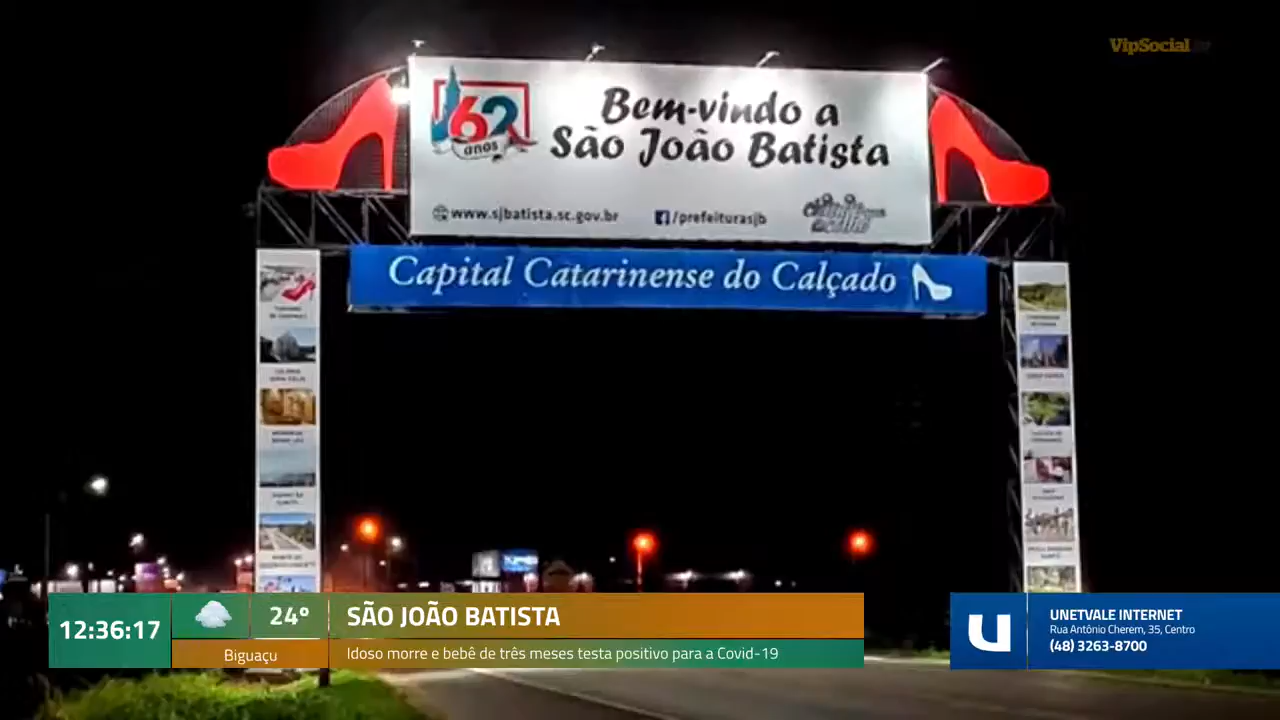 VipSocial
62
anos
Bem-vindo a
São João Batista
www.sjbatista.sc.gov.br
/prefeiturasjb
Capital Catarinense do Calçado
12:36:17
24º
Biguaçu
SÃO JOÃO BATISTA
Idoso morre e bebê de três meses testa positivo para a Covid-19
UNETVALE INTERNET
Rua Antônio Cherem, 35, Centro
(48) 3263-8700